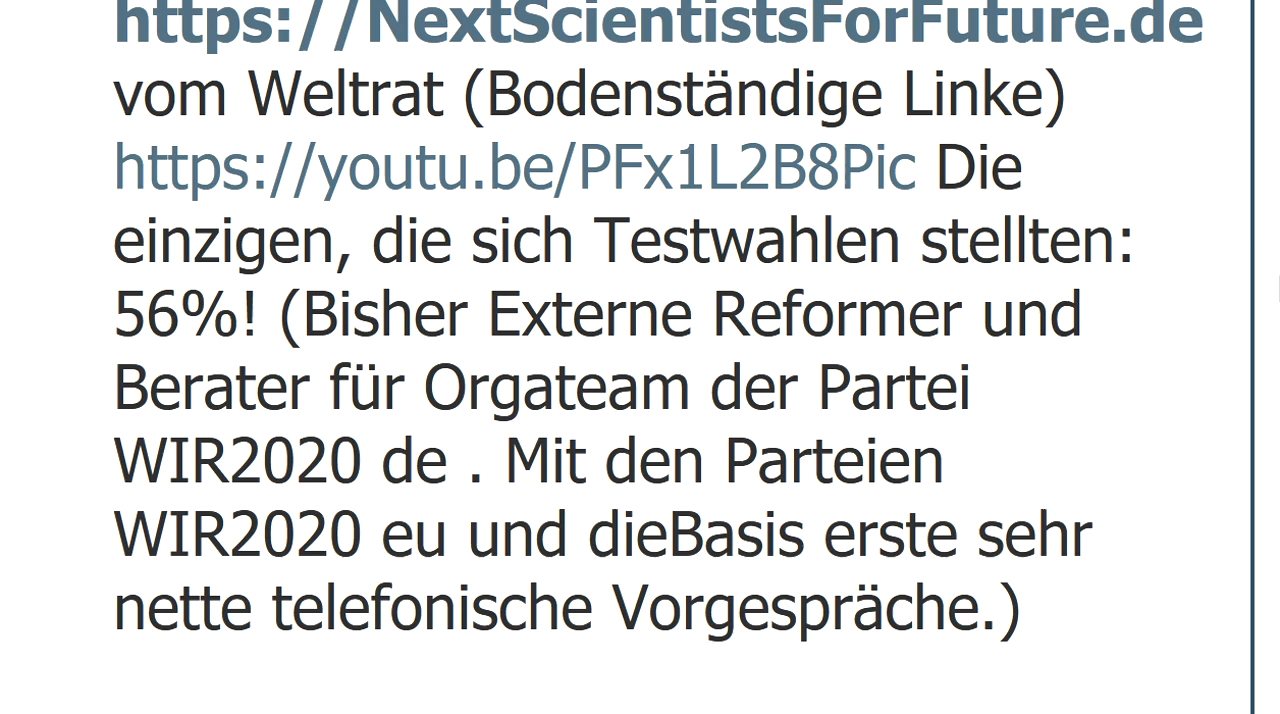 https://NextScientistsForFuture.de
vom Weltrat (Bodenständige Linke)
https://youtu.be/PFx1L2B8Pic Die
einzigen, die sich Testwahlen stellten:
56%! (Bisher Externe Reformer und
Berater für Orgateam der Partei
WIR2020 de . Mit den Parteien
WIR2020 eu und dieBasis erste sehr
nette telefonische Vorgespräche.)